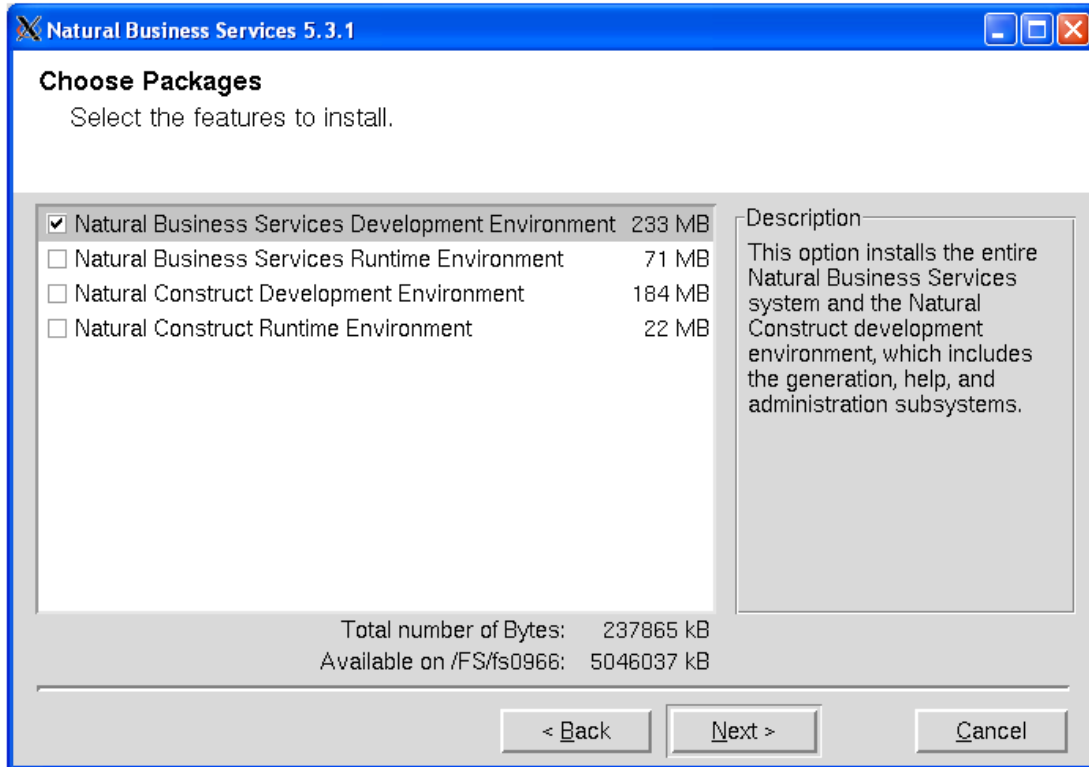 Natural Business Services 5.3.1
Choose Packages
Select the features to install.
Natural Business Services Development Environment 233 MB
Natural Business Services Runtime Environment 71 MB
Natural Construct Development Environment 184 MB
Natural Construct Runtime Environment 22 MB
Description
This option installs the entire
Natural Business Services
system and the Natural
Construct development
environment, which includes
the generation, help, and
administration subsystems.
Total number of Bytes: 237865 kB
Available on /FS/fs0966: 5046037 kB
< Back
Next >
Cancel